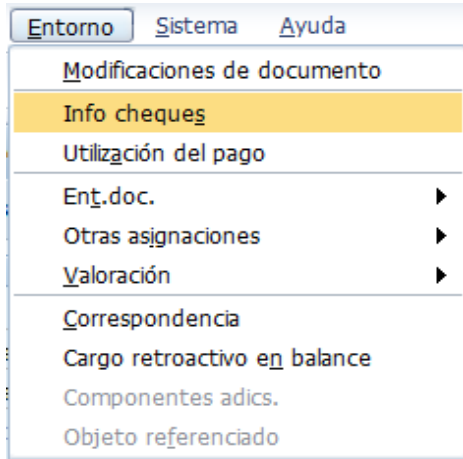 Entorno Sistema Ayuda
Modificaciones de documento
Info cheques
Utilización del pago
Ent.doc.
Otras asignaciones
Valoración
Correspondencia
Cargo retroactivo en balance
Componentes adics.
Objeto referenciado